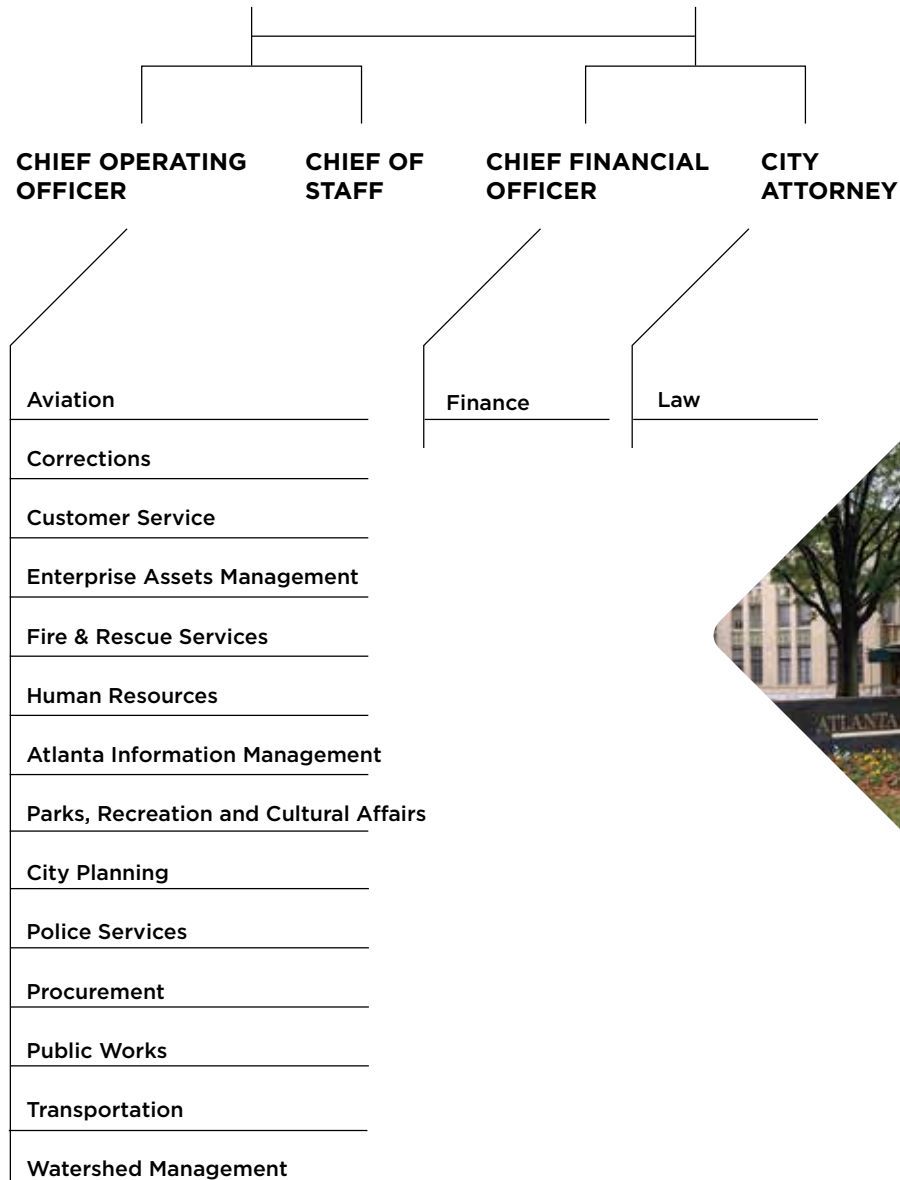 CHIEF OPERATING
OFFICER
CHIEF OF
STAFF
CHIEF FINANCIAL
OFFICER
CITY
ATTORNEY
Aviation
Corrections
Customer Service
Enterprise Assets Management
Fire & Rescue Services
Human Resources
Atlanta Information Management
Parks, Recreation and Cultural Affairs
City Planning
Police Services
Procurement
Public Works
Transportation
Watershed Management
Finance
Law
ATLANTA